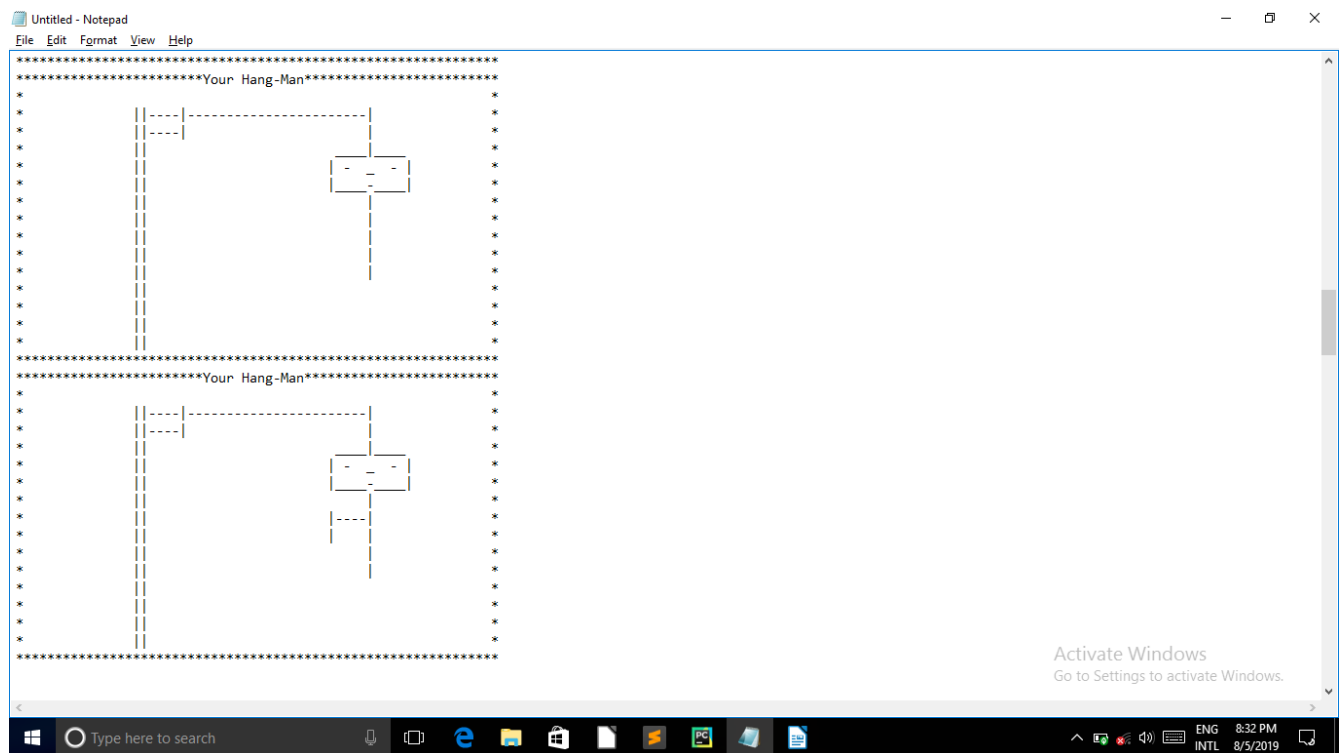 **************************************************************
************************Your Hang-Man*************************
*                                                            *
*              ||----|-----------------------|               *
*              ||----|                       |               *
*              ||                        ____|____           *
*              ||                       | -  _  - |          *
*              ||                       |____-____|          *
*              ||                            |               *
*              ||                            |               *
*              ||                            |               *
*              ||                            |               *
*              ||                            |               *
*              ||                                            *
*              ||                                            *
*              ||                                            *
*              ||                                            *
**************************************************************
************************Your Hang-Man*************************
*                                                            *
*              ||----|-----------------------|               *
*              ||----|                       |               *
*              ||                        ____|____           *
*              ||                       | -  _  - |          *
*              ||                       |____-____|          *
*              ||                            |               *
*              ||                       |----|               *
*              ||                       |    |               *
*              ||                            |               *
*              ||                            |               *
*              ||                                            *
*              ||                                            *
*              ||                                            *
*              ||                                            *
**************************************************************
Untitled - Notepad
File Edit Format View Help
Activate Windows
Go to Settings to activate Windows.
Type here to search
PC
ENG
INTL
8:32 PM
8/5/2019